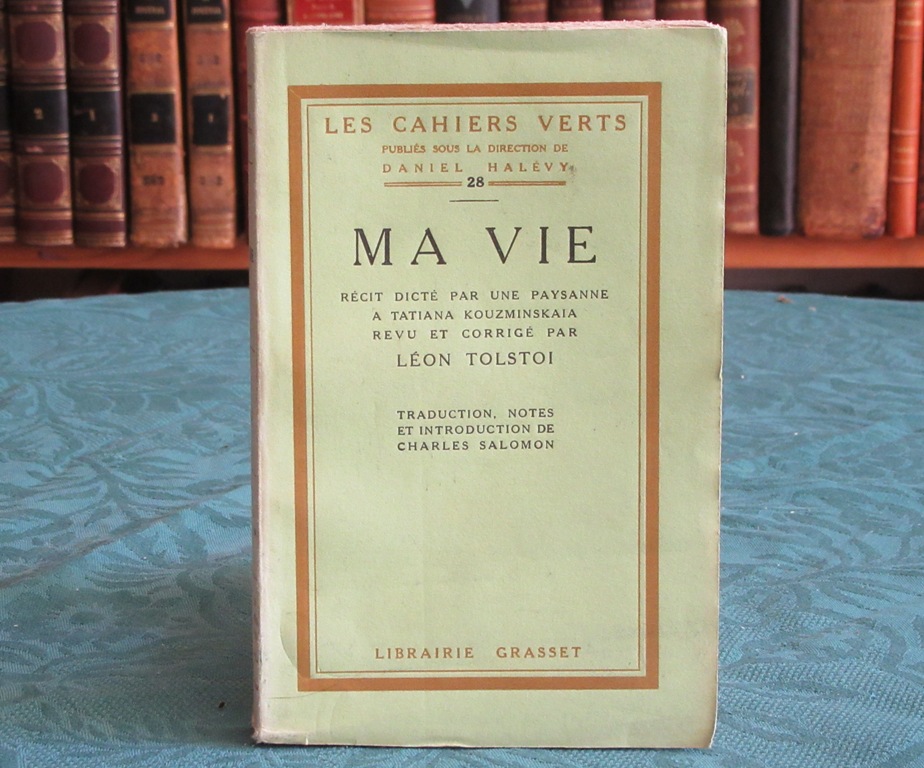 LES CAHIERS VERTS
PUBLIÉS SOUS LA DIRECTION DE
DANIEL HALÉVY
28
MA VIE
RÉCIT DICTÉ PAR UNE PAYSANNE
A TATIANA KOUZMINSKAIA
REVU ET CORRIGÉ PAR
LÉON TOLSTOI
TRADUCTION, NOTES
ET INTRODUCTION DE
CHARLES SALOMON
LIBRAIRIE GRASSET